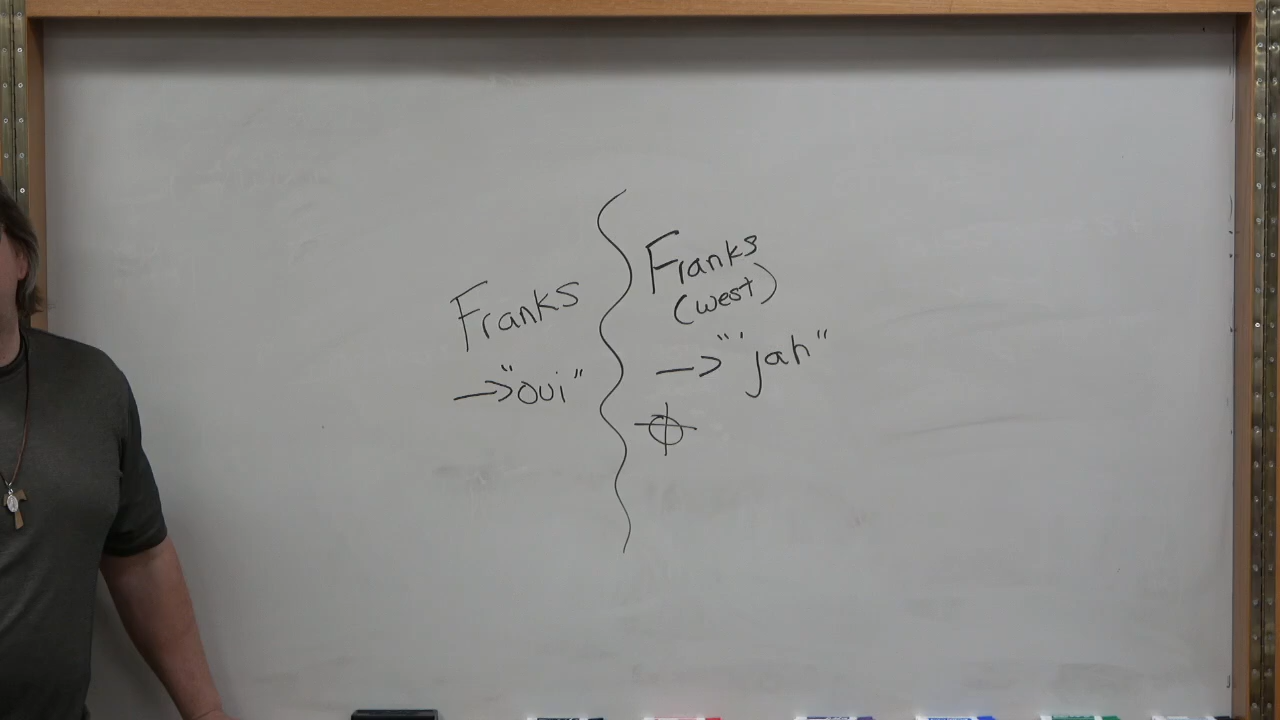 Franks
→"oui"
Franks
(west)
→"'jah"